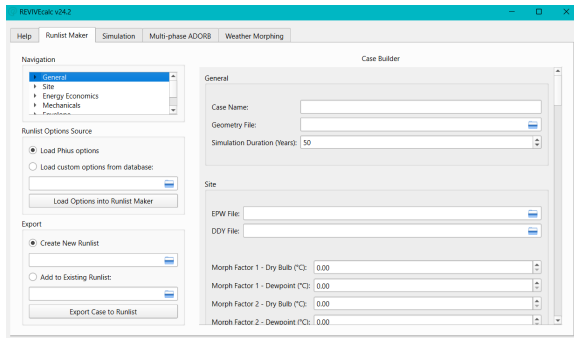 REVIVEcalc v24.2
Help Runlist Maker Simulation Multi-phase ADORB Weather Morphing
Navigation
General
Site
Energy Economics
Mechanicals
Envelope
Runlist Options Source
Load Phius options
Load custom options from database:
Load Options into Runlist Maker
Export
Create New Runlist
Add to Existing Runlist:
Export Case to Runlist
Case Builder
General
Case Name:
Geometry File:
Simulation Duration (Years): 50
Site
EPW File:
DDY File:
Morph Factor 1 - Dry Bulb (°C): 0.00
Morph Factor 1 - Dewpoint (°C): 0.00
Morph Factor 2 - Dry Bulb (°C): 0.00
Morph Factor 2 - Dewpoint (°C): 0.00